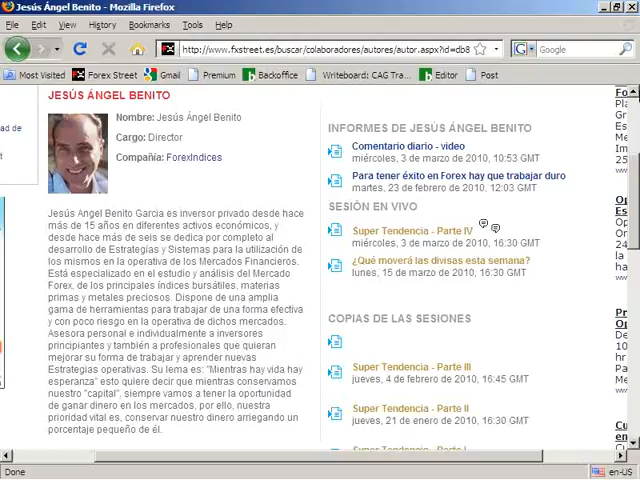 Jesús Ángel Benito - Mozilla Firefox
File Edit View History Bookmarks Tools Help
http://www.fxstreet.es/buscar/colaboradores/autores/autor.aspx?id=db8
Google
Most Visited Forex Street Gmail Premium Backoffice Writeboard: CAG Tra... Editor Post
JESÚS ÁNGEL BENITO
Nombre: Jesús Ángel Benito
Cargo: Director
Compañía: ForexIndices
dad de
Jesús Angel Benito Garcia es inversor privado desde hace
más de 15 años en diferentes activos económicos, y
desde hace más de seis se dedica por completo al
desarrollo de Estrategias y Sistemas para la utilización de
los mismos en la operativa de los Mercados Financieros.
Está especializado en el estudio y análisis del Mercado
Forex, de los principales índices bursátiles, materias
primas y metales preciosos. Dispone de una amplia
gama de herramientas para trabajar de una forma efectiva
y con poco riesgo en la operativa de dichos mercados.
Asesora personal e individualmente a inversores
principiantes y también a profesionales que quieran
mejorar su forma de trabajar y aprender nuevas
Estrategias operativas. Su lema es: "Mientras hay vida hay
esperanza" esto quiere decir que mientras conservamos
nuestro "capital", siempre vamos a tener la oportunidad
de ganar dinero en los mercados, por ello, nuestra
prioridad vital es, conservar nuestro dinero arriegando un
porcentaje pequeño de él.
INFORMES DE JESÚS ÁNGEL BENITO
Comentario diario - video
miércoles, 3 de marzo de 2010, 10:53 GMT
Para tener éxito en Forex hay que trabajar duro
martes, 23 de febrero de 2010, 12:03 GMT
SESIÓN EN VIVO
Super Tendencia - Parte IV
miércoles, 3 de marzo de 2010, 16:30 GMT
¿Qué moverá las divisas esta semana?
lunes, 15 de marzo de 2010, 16:30 GMT
COPIAS DE LAS SESIONES
Super Tendencia - Parte III
jueves, 4 de febrero de 2010, 16:45 GMT
Super Tendencia - Parte II
jueves, 21 de enero de 2010, 16:30 GMT
Done
en-US